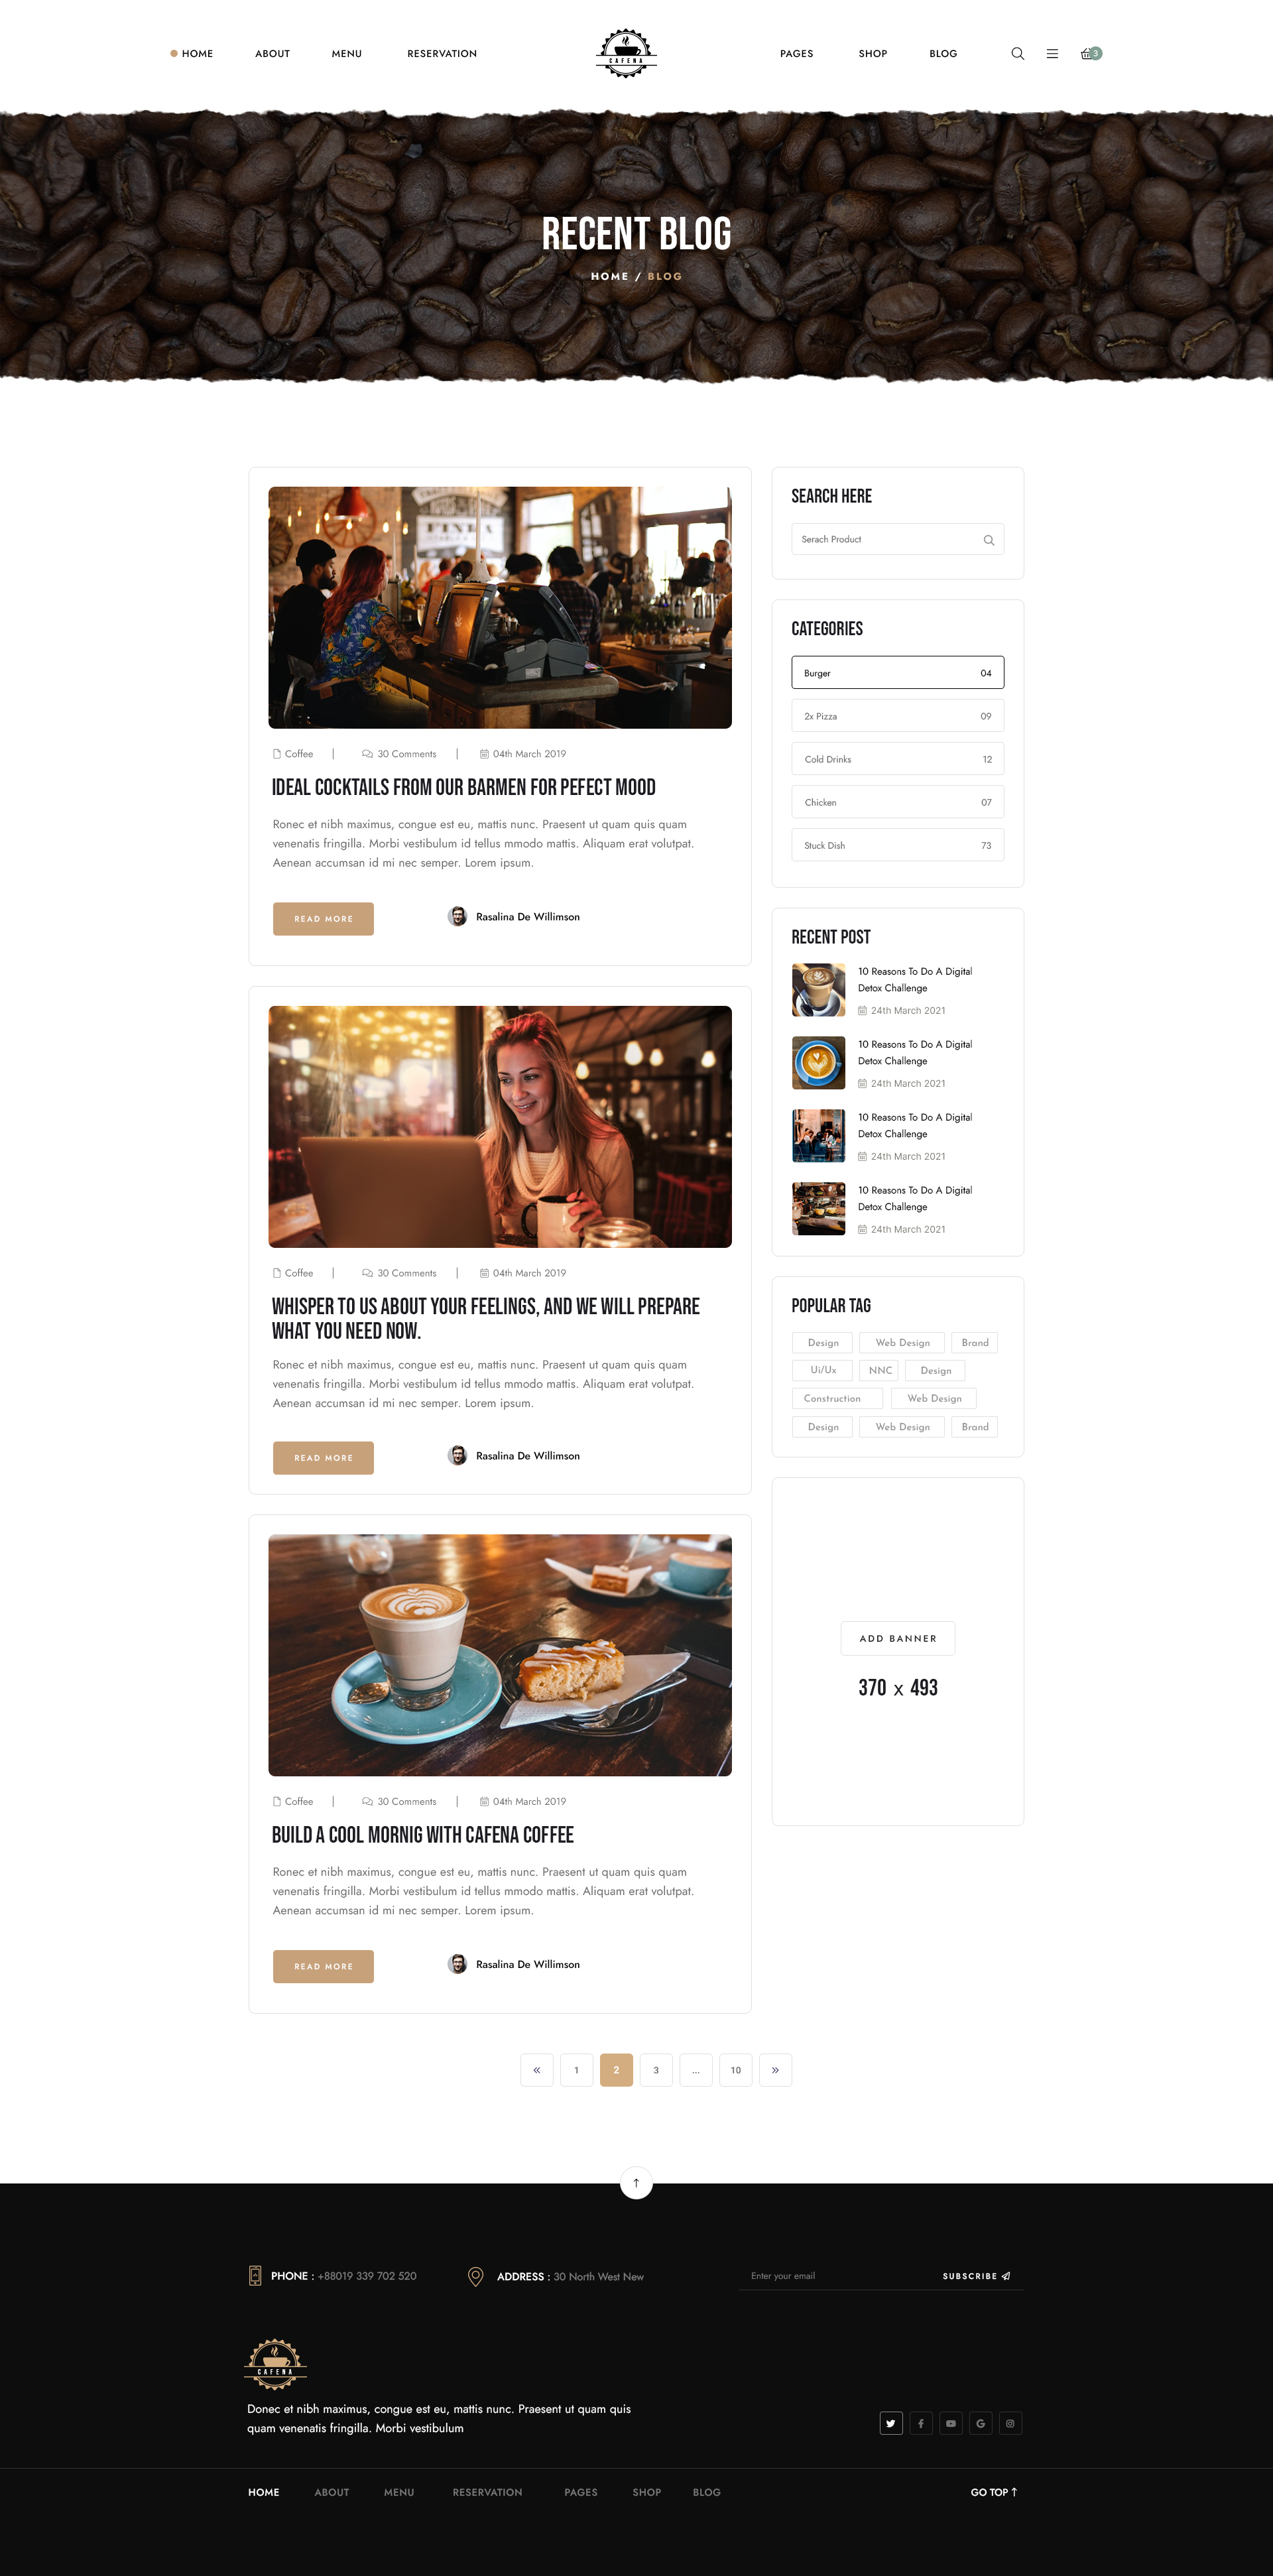 HOME ABOUT MENU RESERVATION CAFENA PAGES SHOP BLOG 3
RECENT BLOG
HOME / BLOG
Coffee | 30 Comments | 04th March 2019
IDEAL COCKTAILS FROM OUR BARMEN FOR PEFECT MOOD
Ronec et nibh maximus, congue est eu, mattis nunc. Praesent ut quam quis quam
venenatis fringilla. Morbi vestibulum id tellus mmodo mattis. Aliquam erat volutpat.
Aenean accumsan id mi nec semper. Lorem ipsum.
READ MORE Rasalina De Willimson
Coffee | 30 Comments | 04th March 2019
WHISPER TO US ABOUT YOUR FEELINGS, AND WE WILL PREPARE
WHAT YOU NEED NOW.
Ronec et nibh maximus, congue est eu, mattis nunc. Praesent ut quam quis quam
venenatis fringilla. Morbi vestibulum id tellus mmodo mattis. Aliquam erat volutpat.
Aenean accumsan id mi nec semper. Lorem ipsum.
READ MORE Rasalina De Willimson
Coffee | 30 Comments | 04th March 2019
BUILD A COOL MORNIG WITH CAFENA COFFEE
Ronec et nibh maximus, congue est eu, mattis nunc. Praesent ut quam quis quam
venenatis fringilla. Morbi vestibulum id tellus mmodo mattis. Aliquam erat volutpat.
Aenean accumsan id mi nec semper. Lorem ipsum.
READ MORE Rasalina De Willimson
SEARCH HERE
Serach Product
CATEGORIES
Burger 04
2x Pizza 09
Cold Drinks 12
Chicken 07
Stuck Dish 73
RECENT POST
10 Reasons To Do A Digital
Detox Challenge
24th March 2021
10 Reasons To Do A Digital
Detox Challenge
24th March 2021
10 Reasons To Do A Digital
Detox Challenge
24th March 2021
10 Reasons To Do A Digital
Detox Challenge
24th March 2021
POPULAR TAG
Design Web Design Brand
Ui/Ux NNC Design
Construction Web Design
Design Web Design Brand
ADD BANNER
370 x 493
« 1 2 3 ... 10 »
PHONE : +88019 339 702 520 ADDRESS : 30 North West New Enter your email SUBSCRIBE
CAFENA
Donec et nibh maximus, congue est eu, mattis nunc. Praesent ut quam quis
quam venenatis fringilla. Morbi vestibulum
HOME ABOUT MENU RESERVATION PAGES SHOP BLOG GO TOP ↑